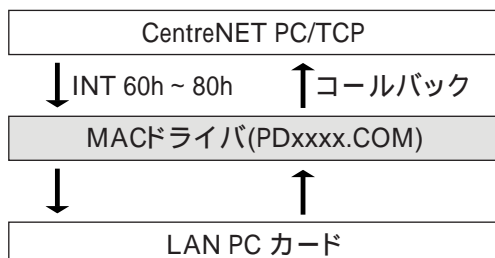 CentreNET PC/TCP
INT 60h ~ 80h
コールバック
MACドライバ(PDxxxx.COM)
LAN PC カード